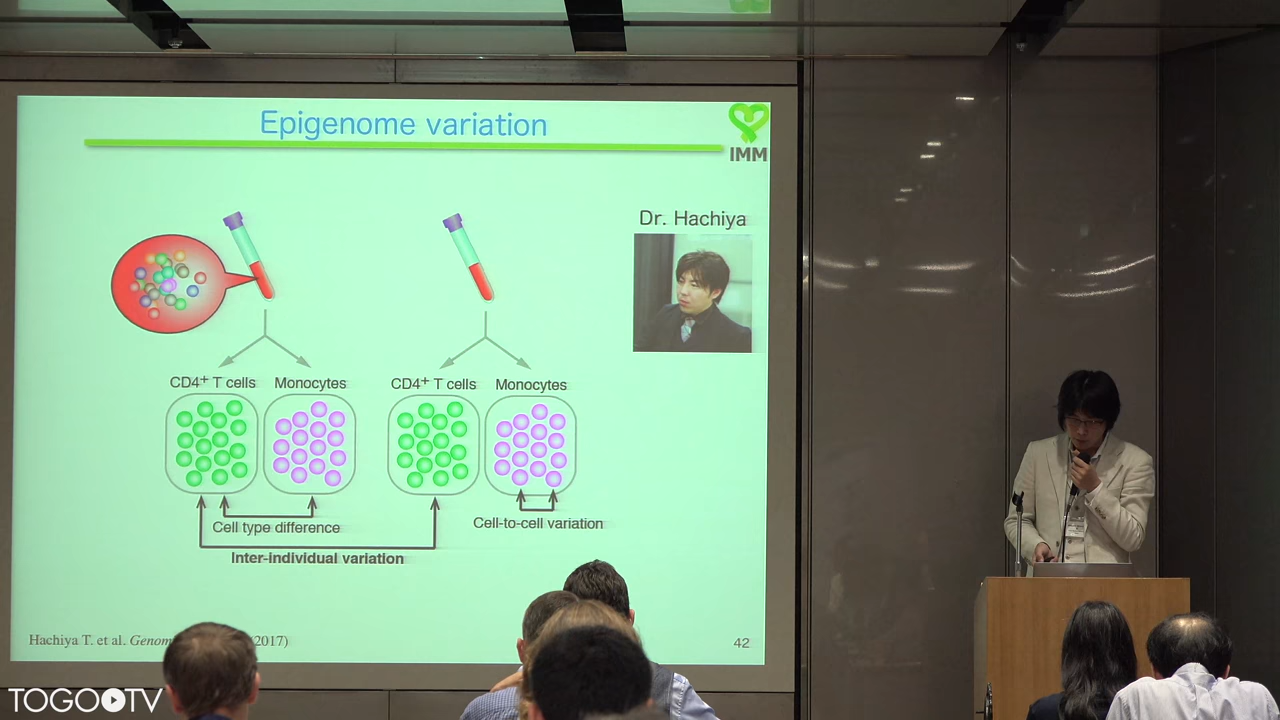 Epigenome variation
IMM
Dr. Hachiya
CD4+ T cells
Monocytes
CD4+ T cells
Monocytes
Cell type difference
Cell-to-cell variation
Inter-individual variation
Hachiya T. et al. Genom 2017)
42
TOGO TV